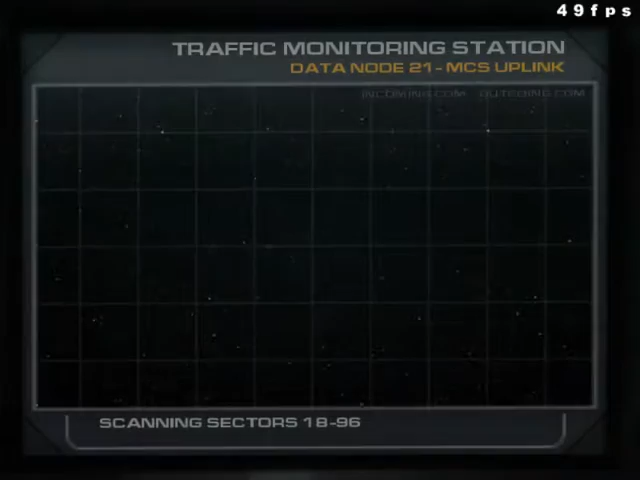 49fps
TRAFFIC MONITORING STATION
DATA NODE 21 - MCS UPLINK
INCOMING.COM OUTGOING.COM
SCANNING SECTORS 18-96